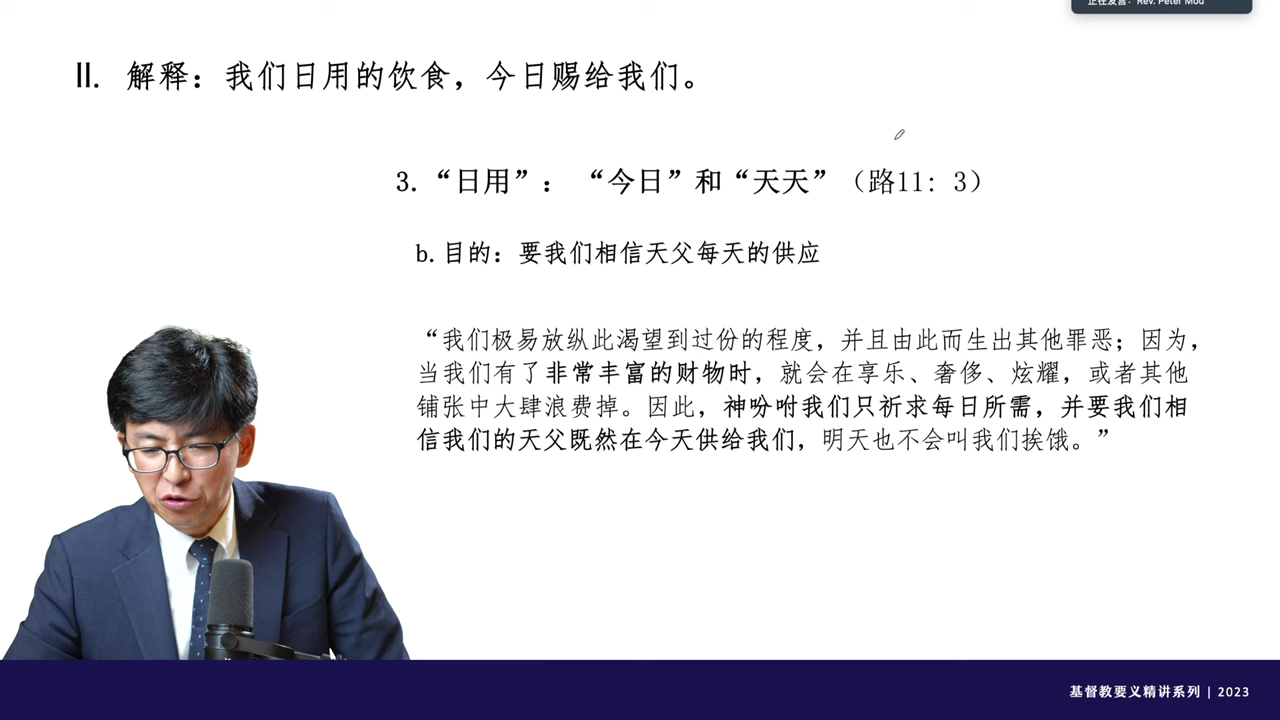 正在发言: Rev. Peter Mou
II. 解释：我们日用的饮食，今日赐给我们。
3. “日用”： “今日”和“天天”（路11: 3）
b. 目的：要我们相信天父每天的供应
“我们极易放纵此渴望到过份的程度，并且由此而生出其他罪恶；因为，
当我们有了非常丰富的财物时，就会在享乐、奢侈、炫耀，或者其他
铺张中大肆浪费掉。因此，神吩咐我们只祈求每日所需，并要我们相
信我们的天父既然在今天供给我们，明天也不会叫我们挨饿。”
基督教要义精讲系列 | 2023